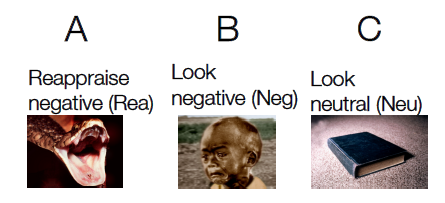 A
B
C
Reappraise
negative (Rea)
Look
negative (Neg)
Look
neutral (Neu)